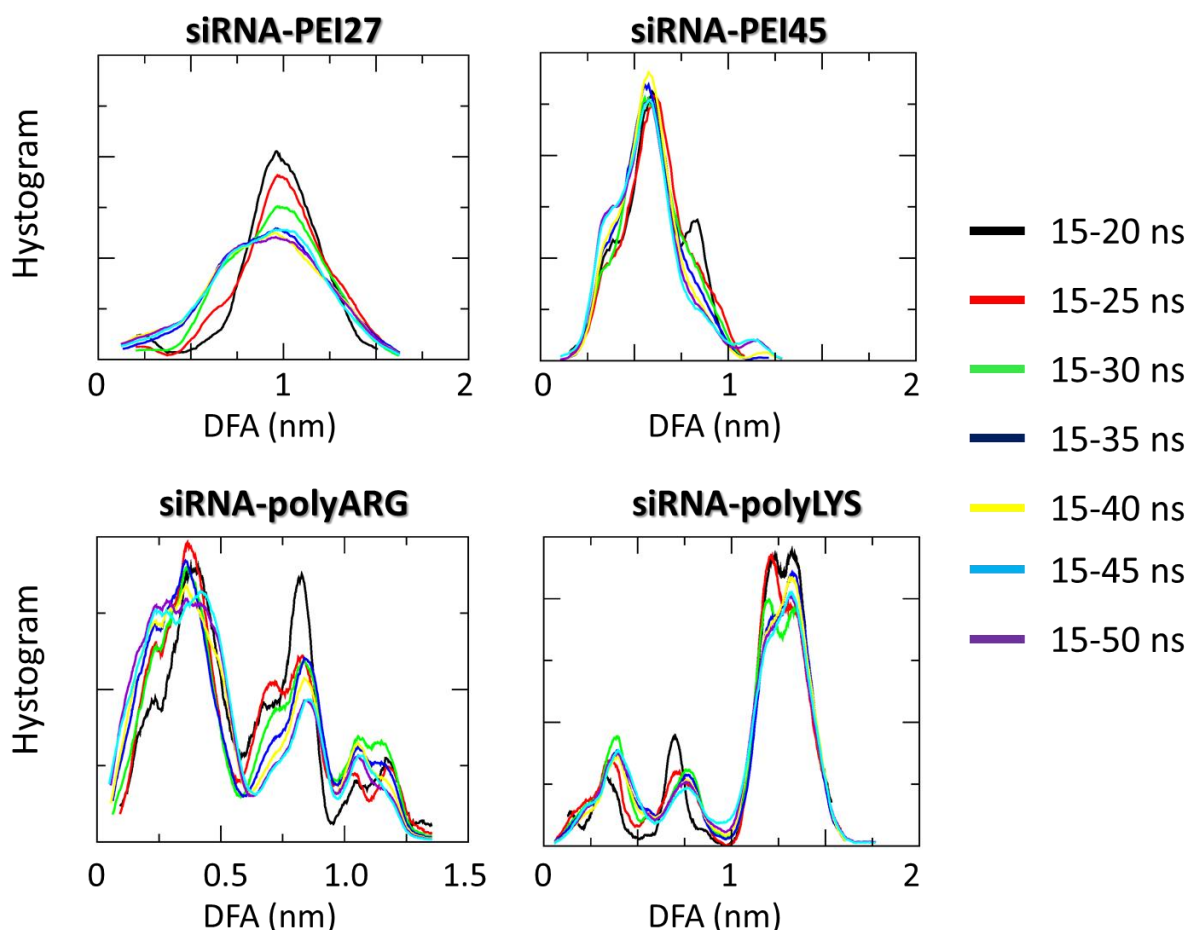 siRNA-PEI27
siRNA-PEI45
Hystogram
0 1 2
DFA (nm)
0 1 2
DFA (nm)
siRNA-polyARG
siRNA-polyLYS
Hystogram
0 0.5 1.0 1.5
DFA (nm)
0 1 2
DFA (nm)
15-20 ns
15-25 ns
15-30 ns
15-35 ns
15-40 ns
15-45 ns
15-50 ns